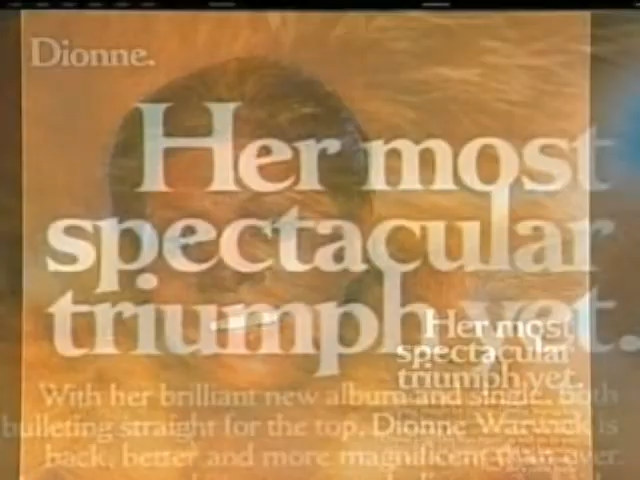 Dionne.
Her most
spectacular
triumph yet.
Her most
spectacular
triumph yet.
With her brilliant new album and single, both
bulleting straight for the top, Dionne Warwick is
back, better and more magnificent than ever.